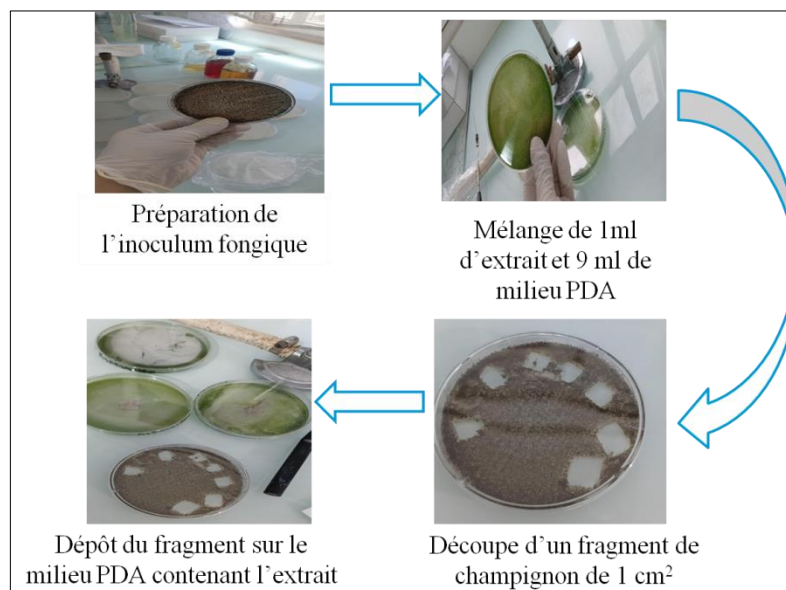 Préparation de
l’inoculum fongique
Mélange de 1ml
d’extrait et 9 ml de
milieu PDA
Découpe d’un fragment de
champignon de 1 cm²
Dépôt du fragment sur le
milieu PDA contenant l’extrait